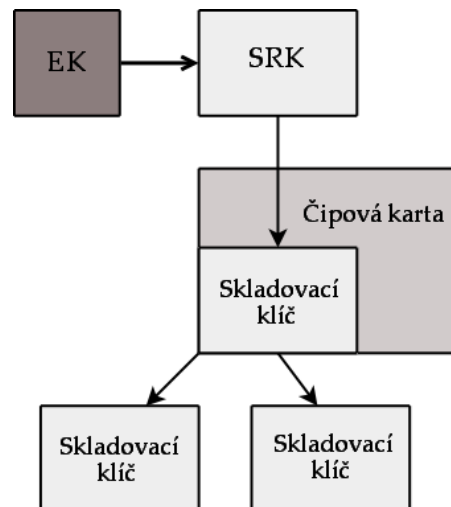 EK
SRK
Čipová karta
Skladovací
klíč
Skladovací
klíč
Skladovací
klíč